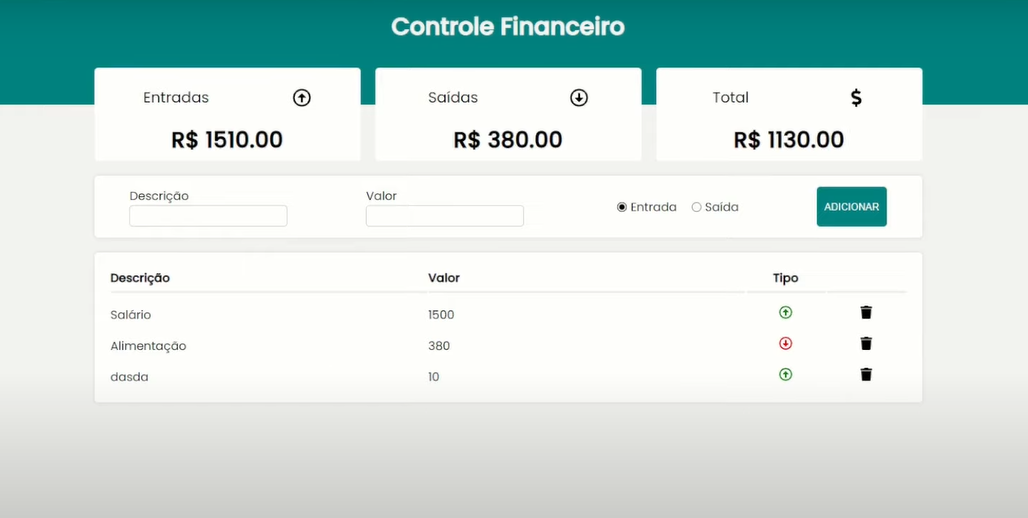 Controle Financeiro
Entradas
R$ 1510.00
Saídas
R$ 380.00
Total
$
R$ 1130.00
Descrição
Valor
Entrada Saída
ADICIONAR
Descrição Valor Tipo
Salário 1500
Alimentação 380
dasda 10